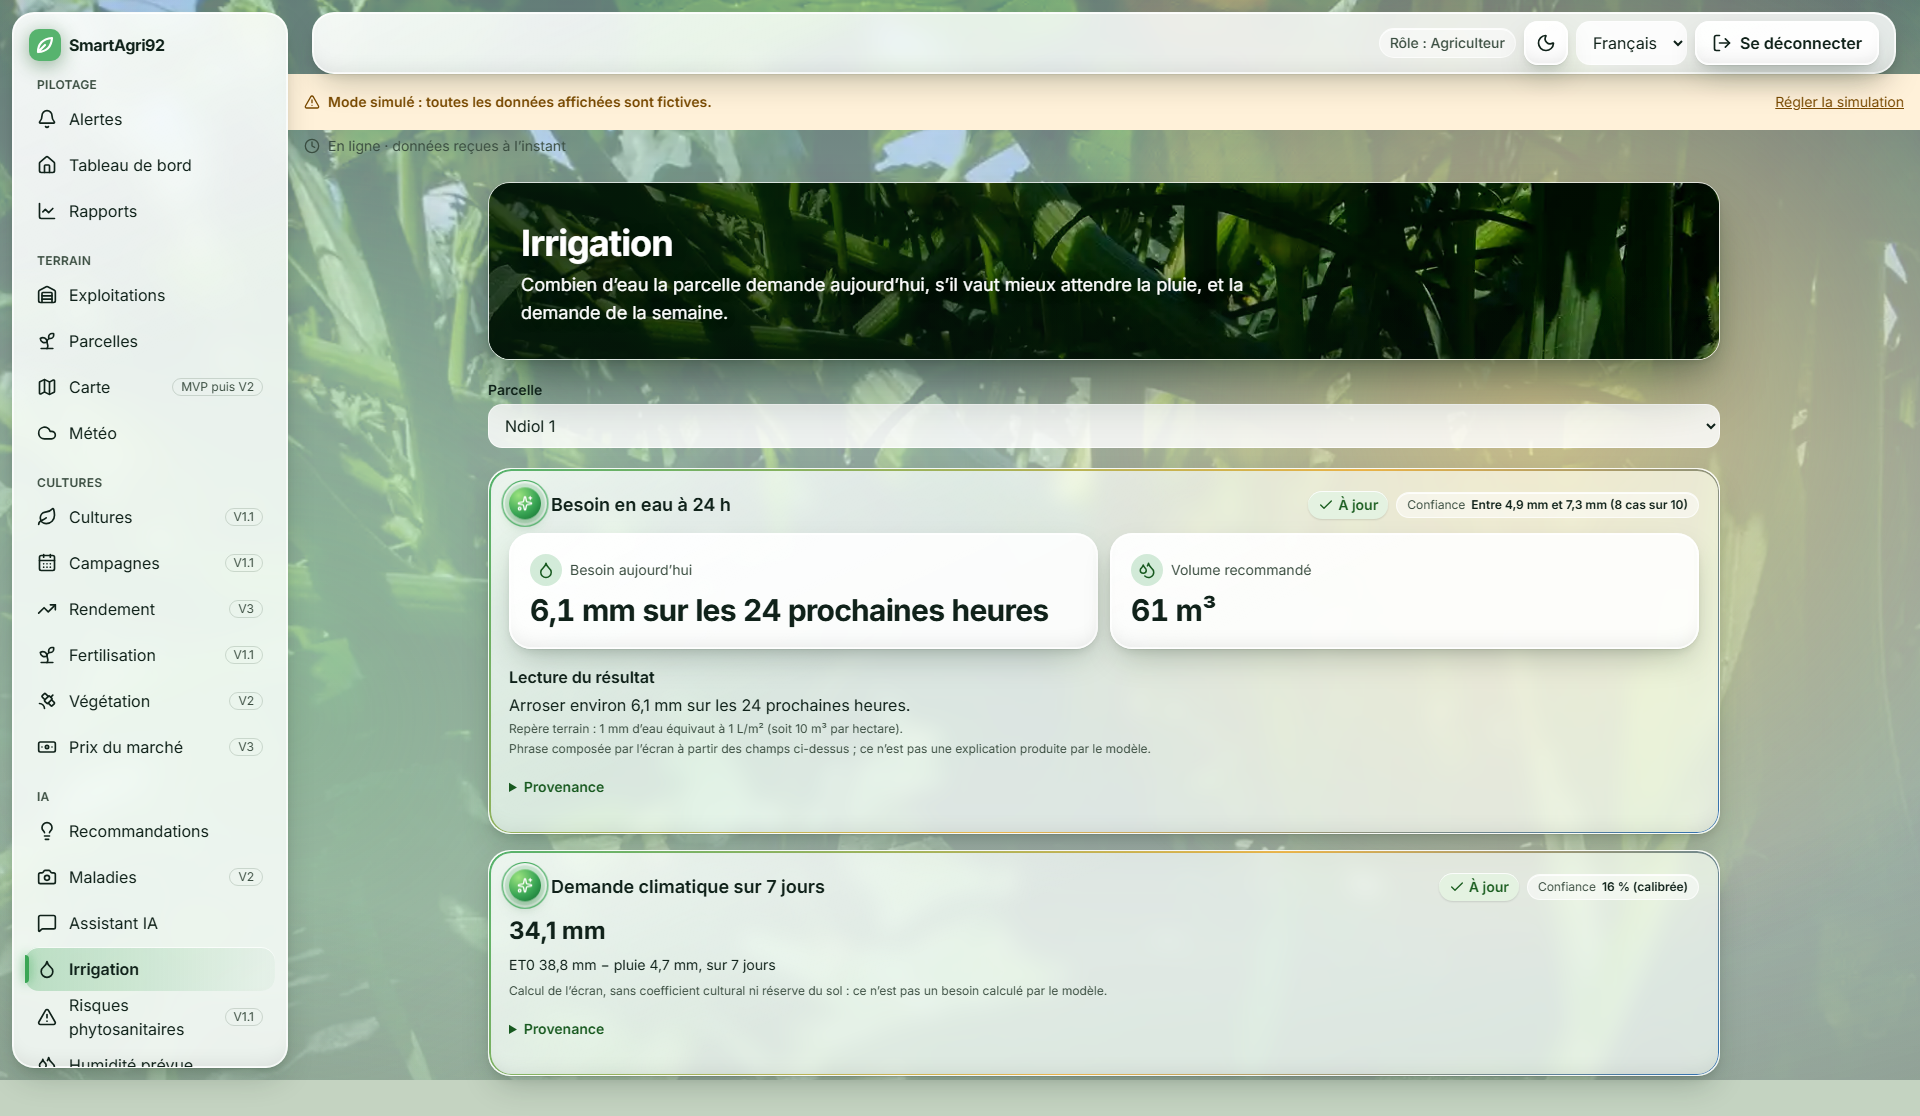 SmartAgri92
PILOTAGE
Alertes
Tableau de bord
Rapports
TERRAIN
Exploitations
Parcelles
Carte MVP puis V2
Météo
CULTURES
Cultures V1.1
Campagnes V1.1
Rendement V3
Fertilisation V1.1
Végétation V2
Prix du marché V3
IA
Recommandations
Maladies V2
Assistant IA
Irrigation
Risques
phytosanitaires V1.1
Humidité prévue
Rôle : Agriculteur
Français
Se déconnecter
Mode simulé : toutes les données affichées sont fictives.
Régler la simulation
En ligne · données reçues à l’instant
Irrigation
Combien d’eau la parcelle demande aujourd’hui, s’il vaut mieux attendre la pluie, et la
demande de la semaine.
Parcelle
Ndiol 1
Besoin en eau à 24 h
À jour
Confiance Entre 4,9 mm et 7,3 mm (8 cas sur 10)
Besoin aujourd’hui
6,1 mm sur les 24 prochaines heures
Volume recommandé
61 m³
Lecture du résultat
Arroser environ 6,1 mm sur les 24 prochaines heures.
Repère terrain : 1 mm d’eau équivaut à 1 L/m² (soit 10 m³ par hectare).
Phrase composée par l’écran à partir des champs ci-dessus ; ce n’est pas une explication produite par le modèle.
Provenance
Demande climatique sur 7 jours
À jour
Confiance 16 % (calibrée)
34,1 mm
ET0 38,8 mm − pluie 4,7 mm, sur 7 jours
Calcul de l’écran, sans coefficient cultural ni réserve du sol : ce n’est pas un besoin calculé par le modèle.
Provenance